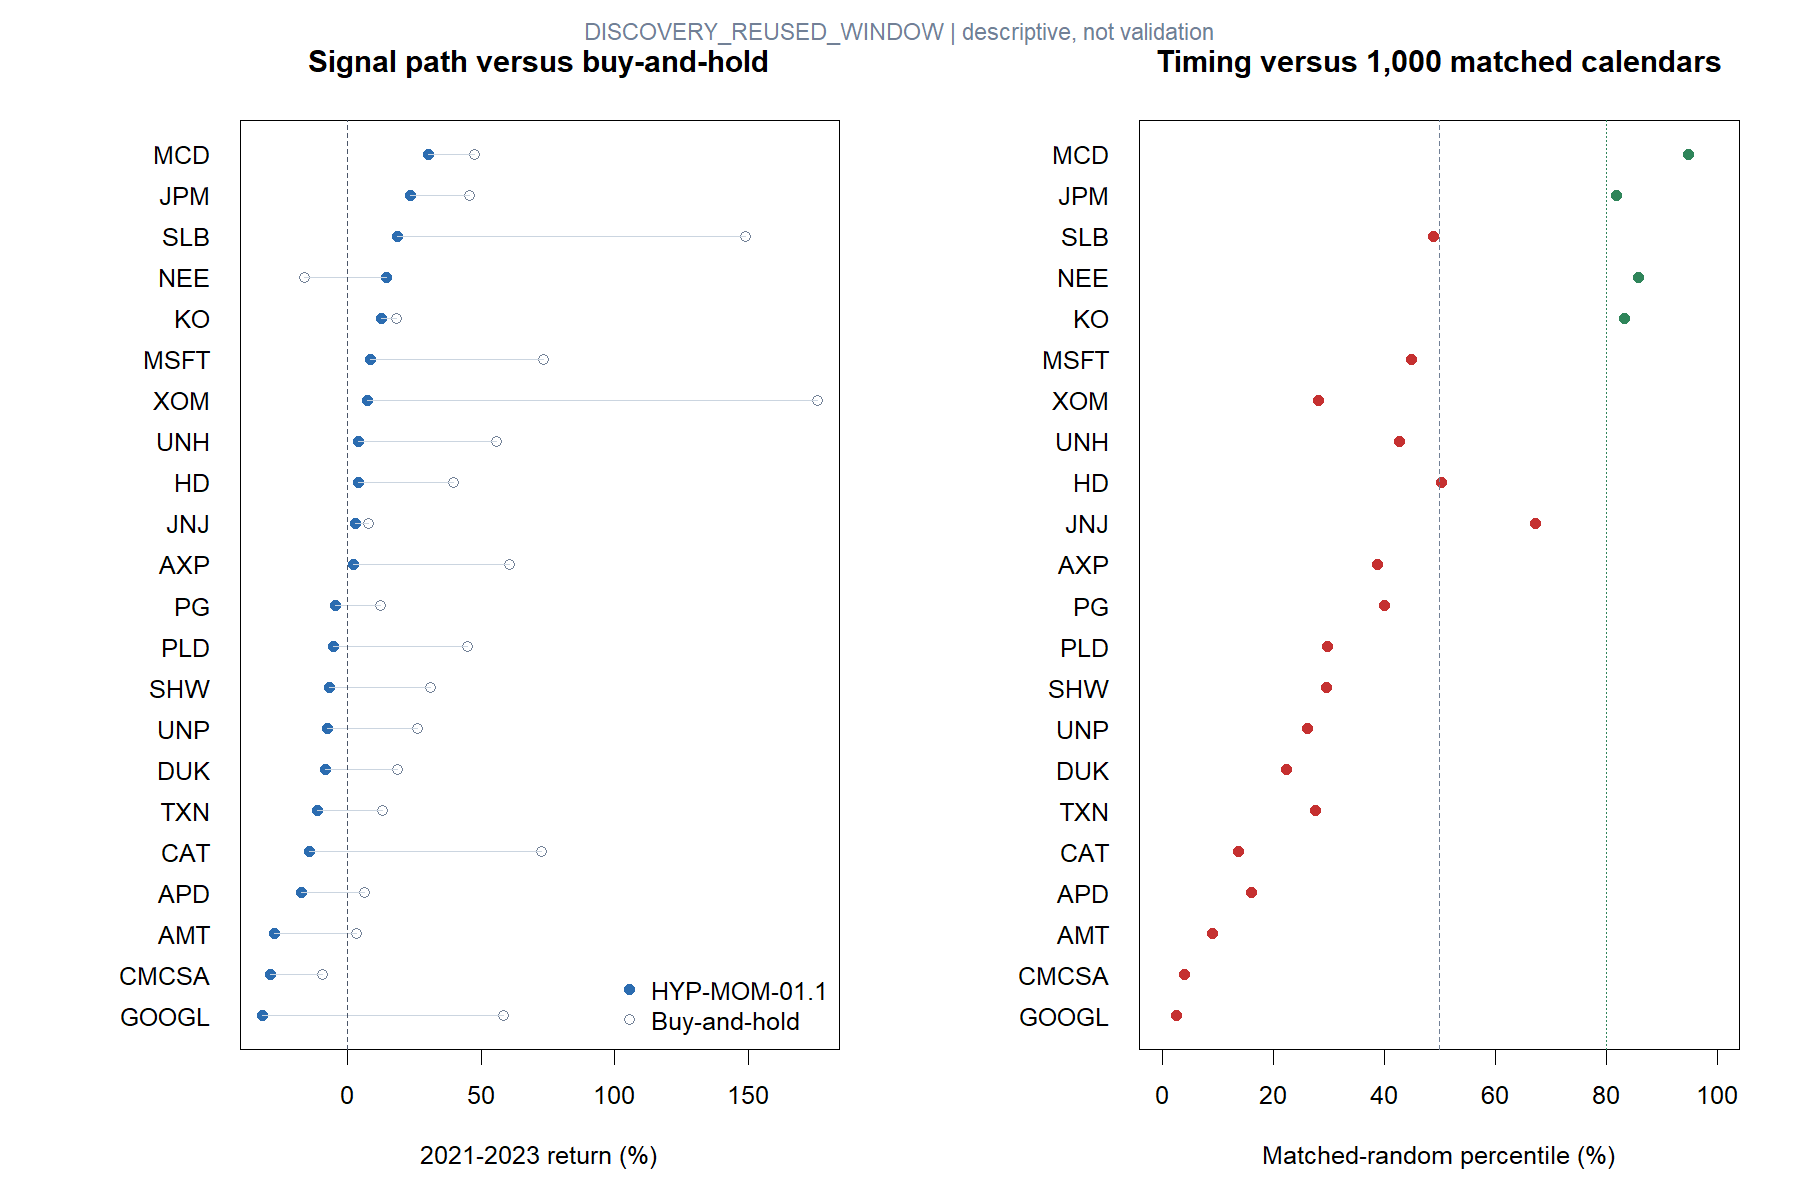 DISCOVERY_REUSED_WINDOW | descriptive, not validation
Signal path versus buy-and-hold
MCD
JPM
SLB
NEE
KO
MSFT
XOM
UNH
HD
JNJ
AXP
PG
PLD
SHW
UNP
DUK
TXN
CAT
APD
AMT
CMCSA
GOOGL
HYP-MOM-01.1
Buy-and-hold
0 50 100 150
2021-2023 return (%)
Timing versus 1,000 matched calendars
MCD
JPM
SLB
NEE
KO
MSFT
XOM
UNH
HD
JNJ
AXP
PG
PLD
SHW
UNP
DUK
TXN
CAT
APD
AMT
CMCSA
GOOGL
0 20 40 60 80 100
Matched-random percentile (%)